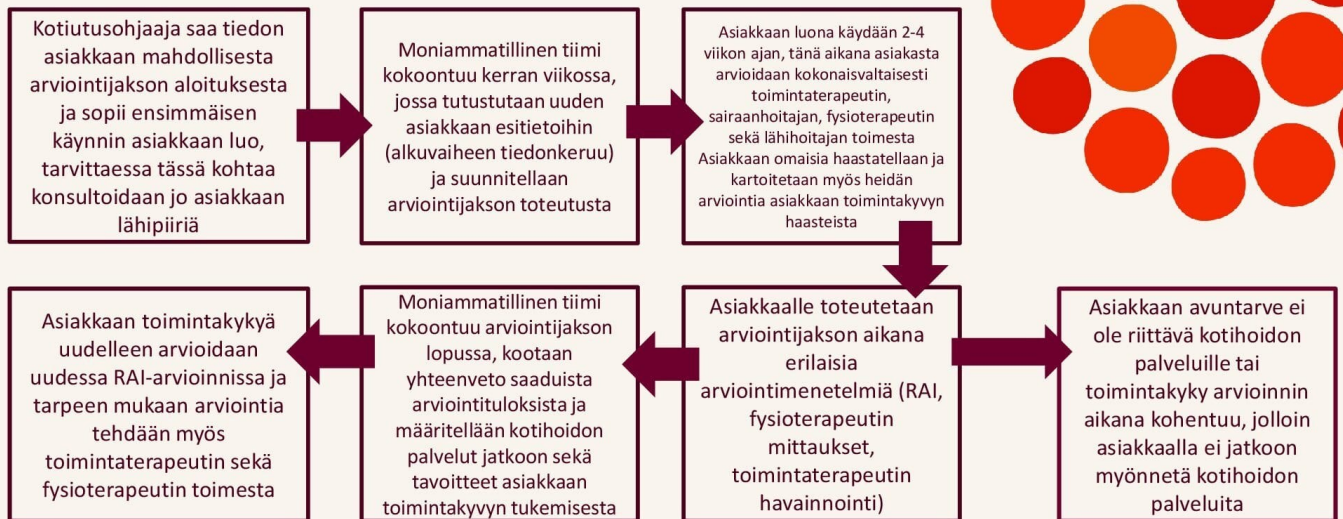 Kotiutusohjaaja saa tiedon
asiakkaan mahdollisesta
arviointijakson aloituksesta
ja sopii ensimmäisen
käynnin asiakkaan luo,
tarvittaessa tässä kohtaa
konsultoidaan jo asiakkaan
lähipiiriä
Moniammatillinen tiimi
kokoontuu kerran viikossa,
jossa tutustutaan uuden
asiakkaan esitietoihin
(alkuvaiheen tiedonkeruu)
ja suunnitellaan
arviointijakson toteutusta
Asiakkaan luona käydään 2-4
viikon ajan, tänä aikana asiakasta
arvioidaan kokonaisvaltaisesti
toimintaterapeutin,
sairaanhoitajan, fysioterapeutin
sekä lähihoitajan toimesta
Asiakkaan omaisia haastatellaan ja
kartoitetaan myös heidän
arviointia asiakkaan toimintakyvyn
haasteista
Asiakkaalle toteutetaan
arviointijakson aikana
erilaisia
arviointimenetelmiä (RAI,
fysioterapeutin
mittaukset,
toimintaterapeutin
havainnointi)
Asiakkaan avuntarve ei
ole riittävä kotihoidon
palveluille tai
toimintakyky arvioinnin
aikana kohentuu, jolloin
asiakkaalla ei jatkoon
myönnetä kotihoidon
palveluita
Moniammatillinen tiimi
kokoontuu arviointijakson
lopussa, kootaan
yhteenveto saaduista
arviointituloksista ja
määritellään kotihoidon
palvelut jatkoon sekä
tavoitteet asiakkaan
toimintakyvyn tukemisesta
Asiakkaan toimintakykyä
uudelleen arvioidaan
uudessa RAI-arvioinnissa ja
tarpeen mukaan arviointia
tehdään myös
toimintaterapeutin sekä
fysioterapeutin toimesta